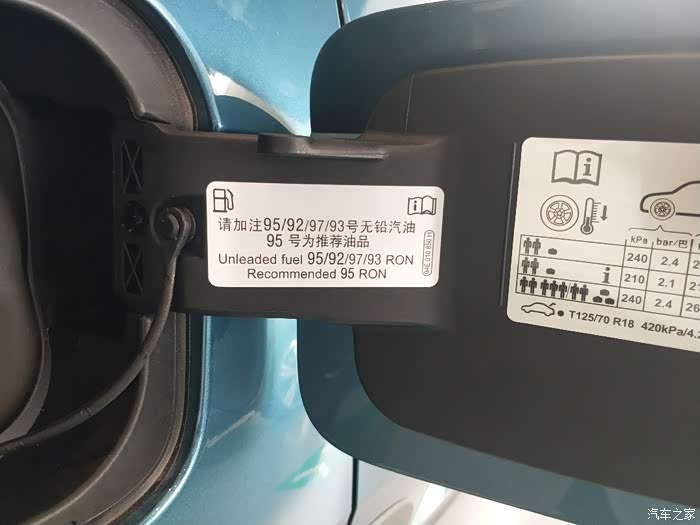 请加注95/92/97/93号无铅汽油
95 号为推荐油品
Unleaded fuel 95/92/97/93 RON
Recommended 95 RON
kPa bar/巴
240 2.4
210 2.1
240 2.4 26
T125/70 R18 420kPa/4.2
汽车之家